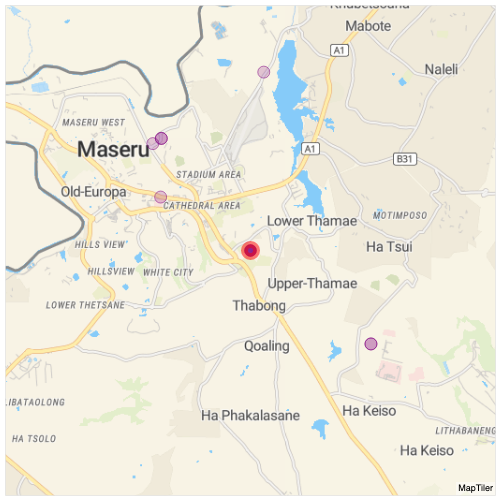 Khubetsoana
Mabote
A1
Naleli
MASERU WEST
Maseru
A1
B31
STADIUM AREA
Old-Europa
CATHEDRAL AREA
Lower Thamae
MOTIMPOSO
HILLS VIEW
Ha Tsui
HILLSVIEW
WHITE CITY
Upper-Thamae
LOWER THETSANE
Thabong
Qoaling
LIBATAOLONG
Ha Phakalasane
Ha Keiso
LITHABANENG
HA TSOLO
Ha Keiso
MapTiler